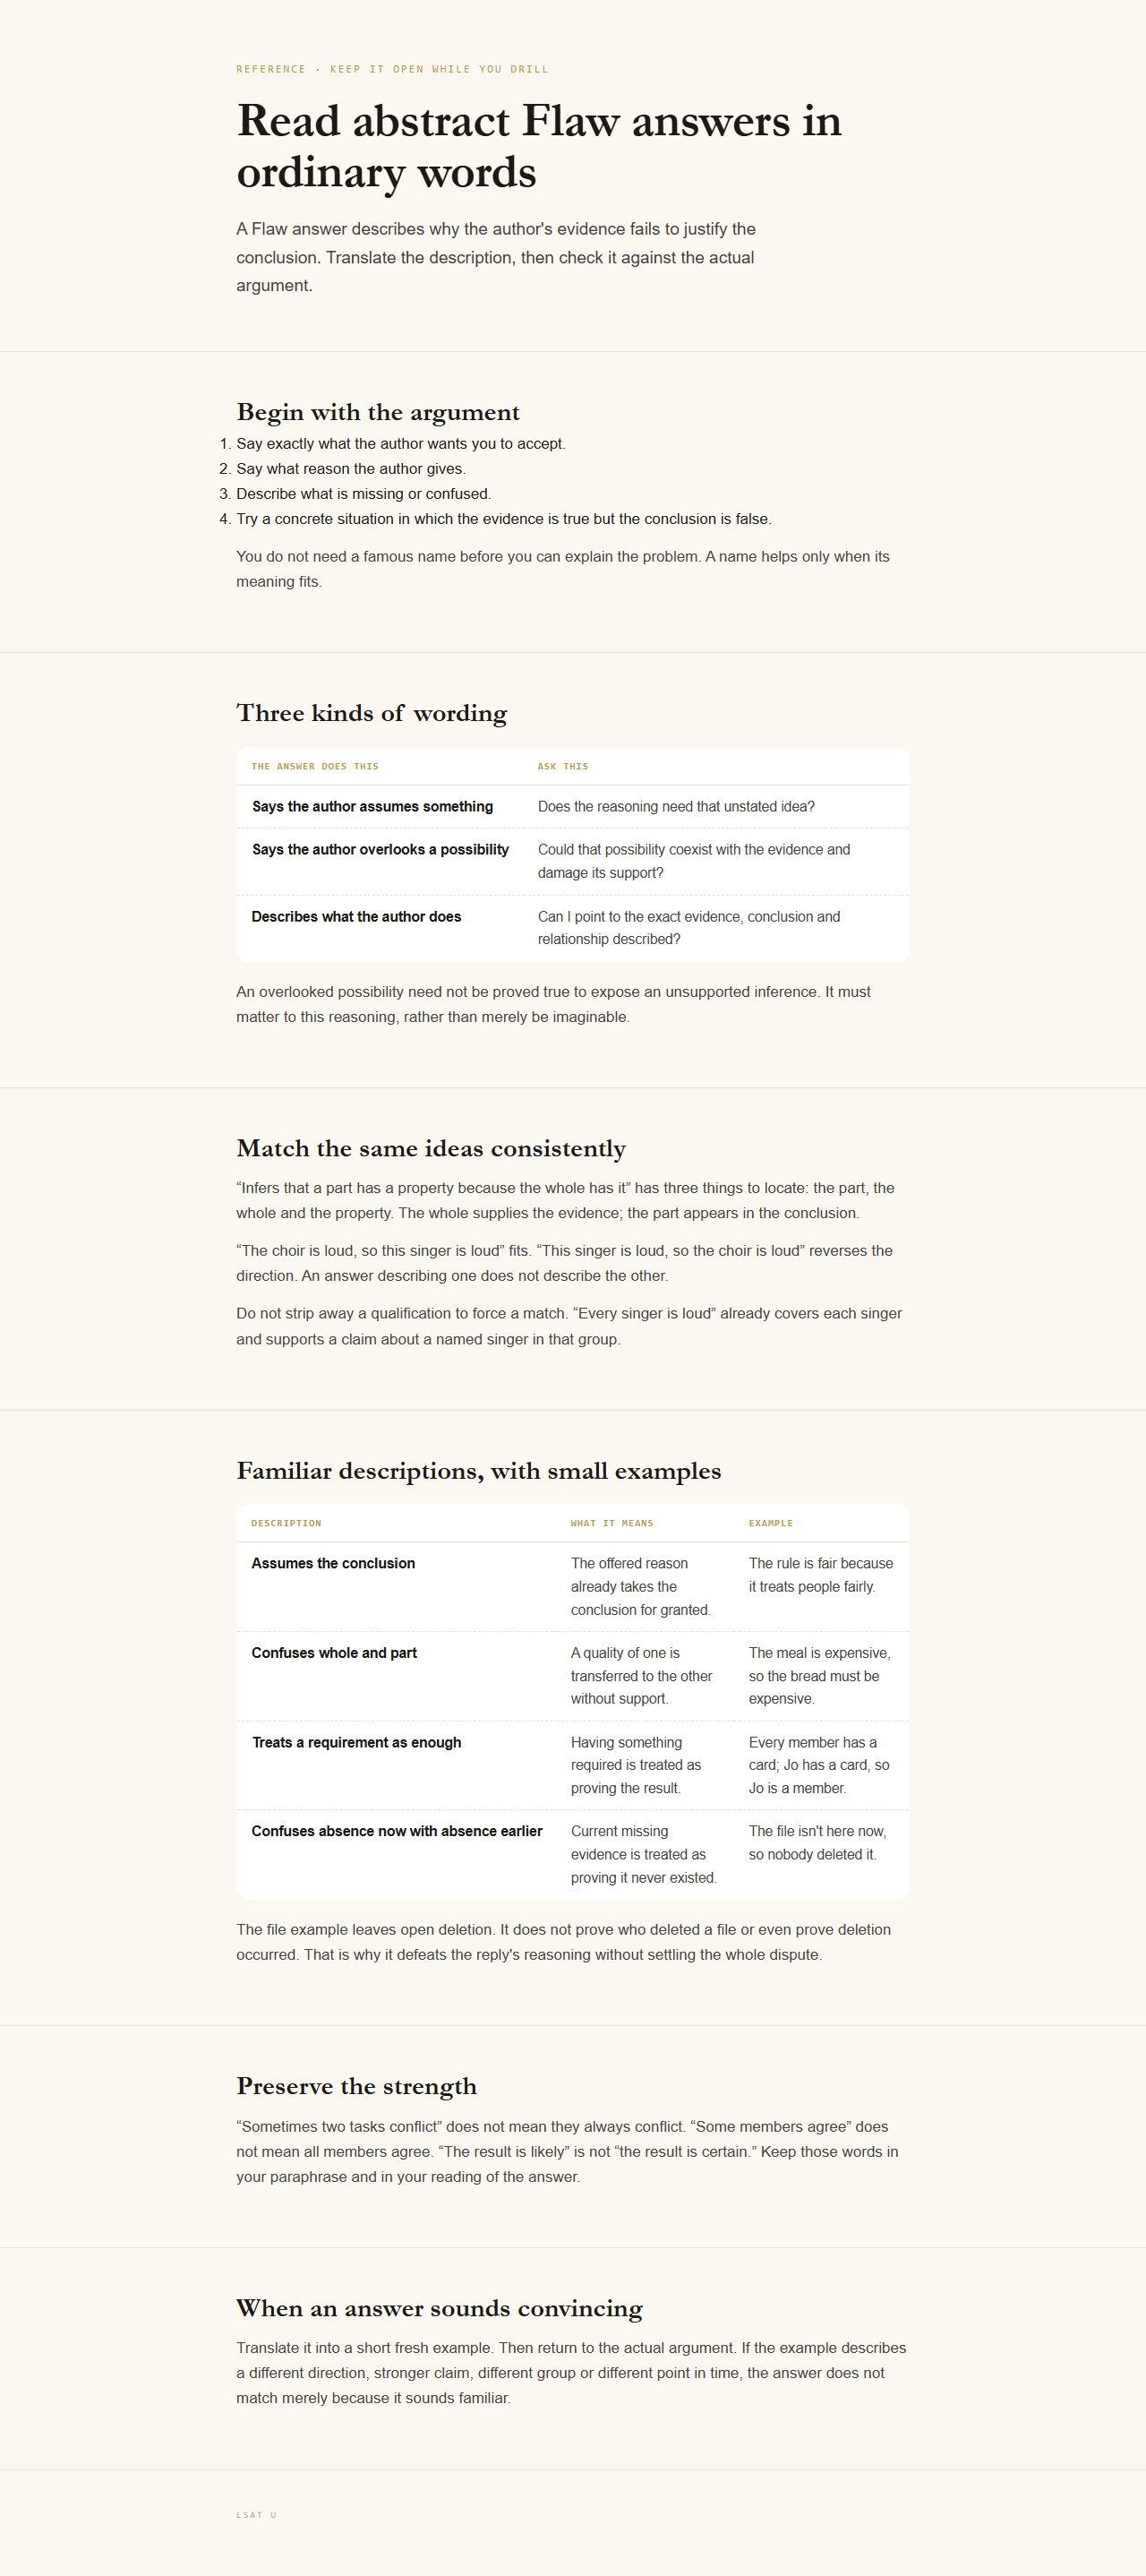 REFERENCE · KEEP IT OPEN WHILE YOU DRILL
Read abstract Flaw answers in
ordinary words
A Flaw answer describes why the author's evidence fails to justify the
conclusion. Translate the description, then check it against the actual
argument.
Begin with the argument
1. Say exactly what the author wants you to accept.
2. Say what reason the author gives.
3. Describe what is missing or confused.
4. Try a concrete situation in which the evidence is true but the conclusion is false.
You do not need a famous name before you can explain the problem. A name helps only when its
meaning fits.
Three kinds of wording
THE ANSWER DOES THIS
ASK THIS
Says the author assumes something
Does the reasoning need that unstated idea?
Says the author overlooks a possibility
Could that possibility coexist with the evidence and
damage its support?
Describes what the author does
Can I point to the exact evidence, conclusion and
relationship described?
An overlooked possibility need not be proved true to expose an unsupported inference. It must
matter to this reasoning, rather than merely be imaginable.
Match the same ideas consistently
“Infers that a part has a property because the whole has it” has three things to locate: the part, the
whole and the property. The whole supplies the evidence; the part appears in the conclusion.
“The choir is loud, so this singer is loud” fits. “This singer is loud, so the choir is loud” reverses the
direction. An answer describing one does not describe the other.
Do not strip away a qualification to force a match. “Every singer is loud” already covers each singer
and supports a claim about a named singer in that group.
Familiar descriptions, with small examples
DESCRIPTION
WHAT IT MEANS
EXAMPLE
Assumes the conclusion
The offered reason
already takes the
conclusion for granted.
The rule is fair because
it treats people fairly.
Confuses whole and part
A quality of one is
transferred to the other
without support.
The meal is expensive,
so the bread must be
expensive.
Treats a requirement as enough
Having something
required is treated as
proving the result.
Every member has a
card; Jo has a card, so
Jo is a member.
Confuses absence now with absence earlier
Current missing
evidence is treated as
proving it never existed.
The file isn't here now,
so nobody deleted it.
The file example leaves open deletion. It does not prove who deleted a file or even prove deletion
occurred. That is why it defeats the reply's reasoning without settling the whole dispute.
Preserve the strength
“Sometimes two tasks conflict” does not mean they always conflict. “Some members agree” does
not mean all members agree. “The result is likely” is not “the result is certain.” Keep those words in
your paraphrase and in your reading of the answer.
When an answer sounds convincing
Translate it into a short fresh example. Then return to the actual argument. If the example describes
a different direction, stronger claim, different group or different point in time, the answer does not
match merely because it sounds familiar.
LSAT U